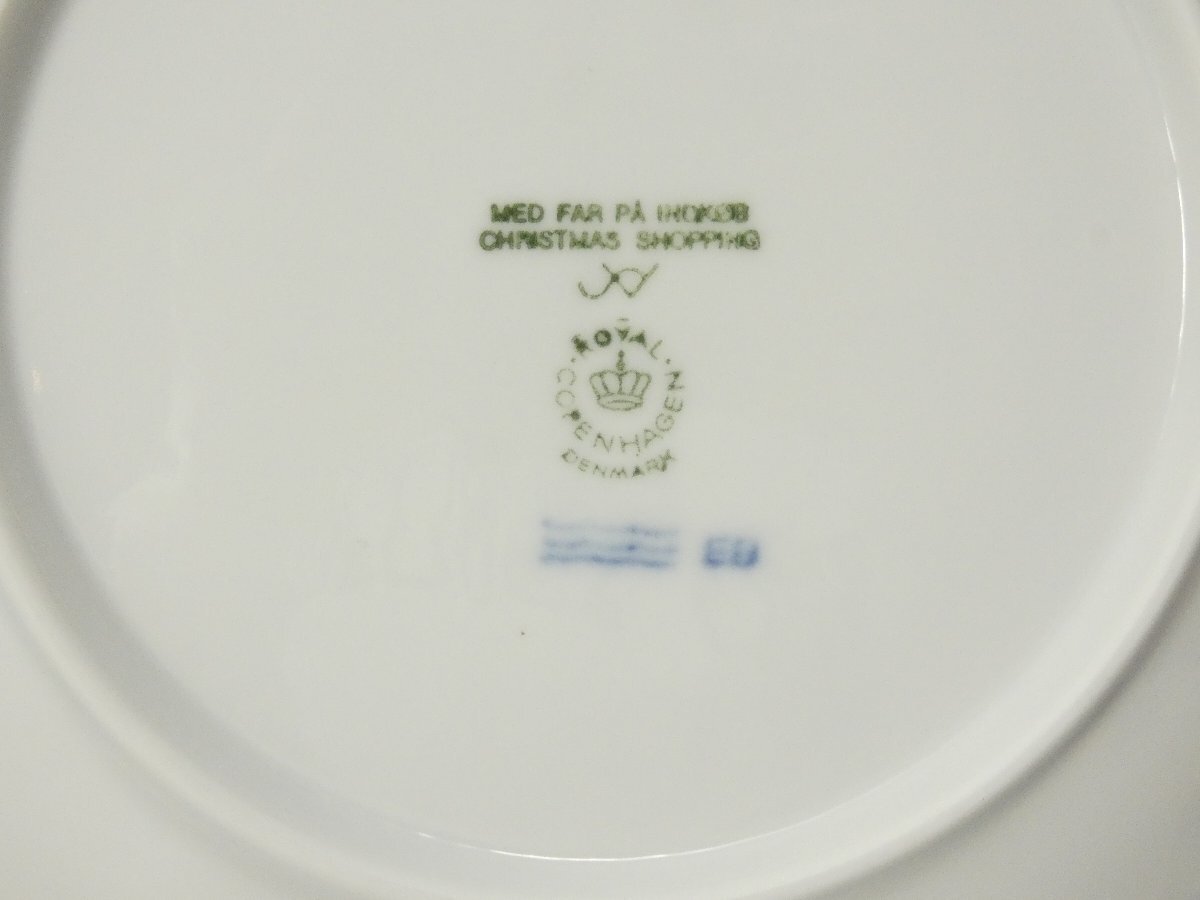 MED FAR PÅ INDKØB
CHRISTMAS SHOPPING
ROYAL
COPENHAGEN
DENMARK